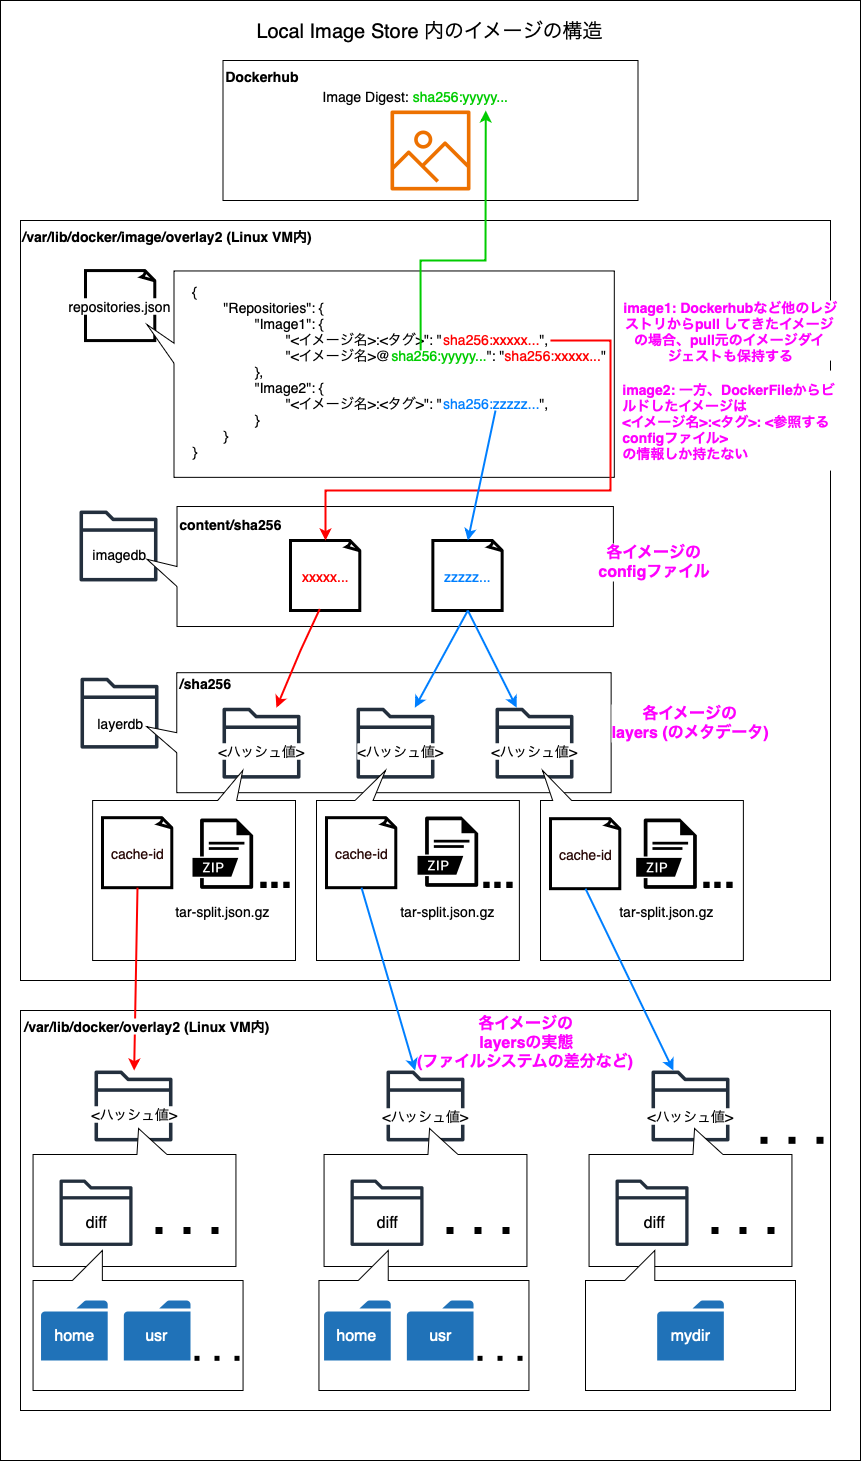 Local Image Store 内のイメージの構造
Dockerhub
Image Digest: sha256:yyyyy...
/var/lib/docker/image/overlay2 (Linux VM内)
repositories.json
{
"Repositories": {
"Image1": {
"<イメージ名>:<タグ>": "sha256:xxxxx...",
"<イメージ名>@sha256:yyyyy...": "sha256:xxxxx..."
},
"Image2": {
"<イメージ名>:<タグ>": "sha256:zzzzz...",
}
}
}
image1: Dockerhubなど他のレジ
ストリからpull してきたイメージ
の場合、pull元のイメージダイ
ジェストも保持する
image2: 一方、DockerFileからビ
ルドしたイメージは
<イメージ名>:<タグ>: <参照する
configファイル>
の情報しか持たない
imagedb
content/sha256
xxxxx...
zzzzz...
各イメージの
configファイル
layerdb
/sha256
<ハッシュ値>
<ハッシュ値>
<ハッシュ値>
各イメージの
layers (のメタデータ)
cache-id
ZIP
...
tar-split.json.gz
cache-id
ZIP
...
tar-split.json.gz
cache-id
ZIP
...
tar-split.json.gz
/var/lib/docker/overlay2 (Linux VM内)
各イメージの
layersの実態
(ファイルシステムの差分など)
<ハッシュ値>
<ハッシュ値>
<ハッシュ値>
...
diff
...
diff
...
diff
...
home
usr
...
home
usr
...
mydir